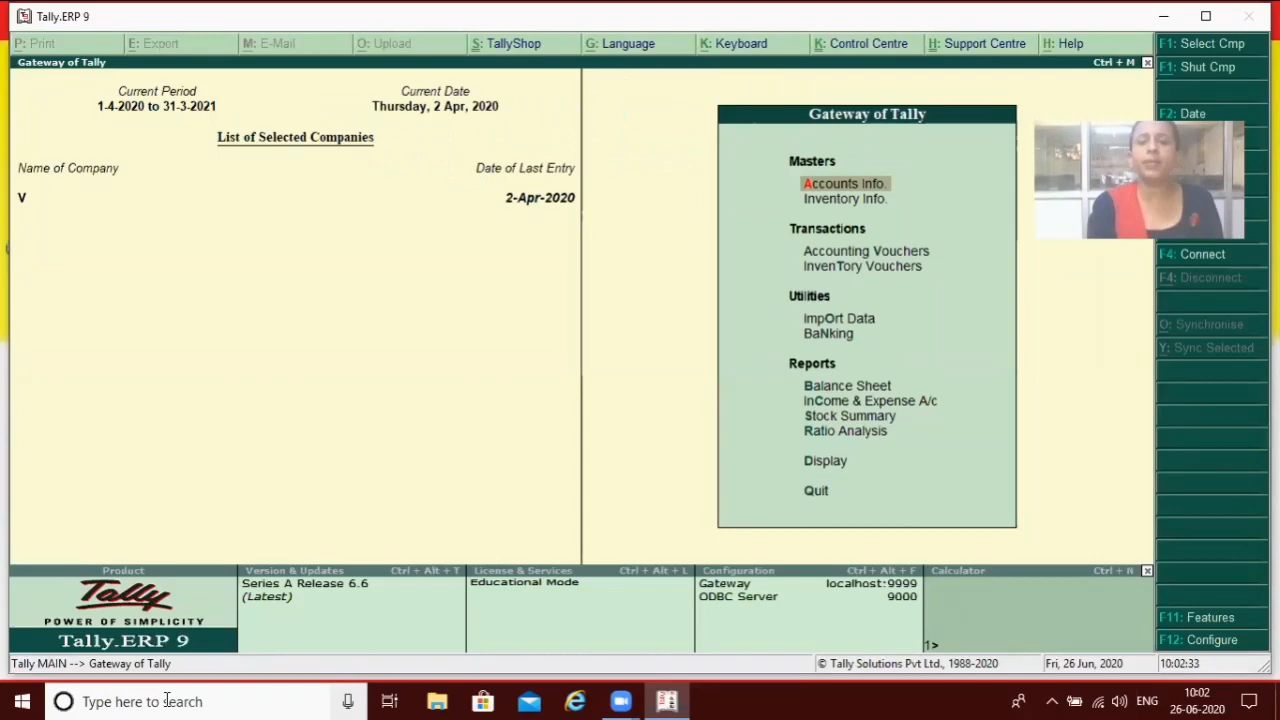 Tally.ERP 9
P: Print
E: Export
M: E-Mail
O: Upload
S: TallyShop
G: Language
K: Keyboard
K: Control Centre
H: Support Centre
H: Help
F1: Select Cmp
Gateway of Tally
Ctrl + M
F1: Shut Cmp
Current Period
1-4-2020 to 31-3-2021
Current Date
Thursday, 2 Apr, 2020
List of Selected Companies
Name of Company
Date of Last Entry
V
2-Apr-2020
Gateway of Tally
Masters
Accounts Info.
Inventory Info.
Transactions
Accounting Vouchers
InvenTory Vouchers
Utilities
ImpOrt Data
BaNking
Reports
Balance Sheet
InCome & Expense A/c
Stock Summary
Ratio Analysis
Display
Quit
F2: Date
F4: Connect
F4: Disconnect
O: Synchronise
Y: Sync Selected
F11: Features
F12: Configure
Product
Tally
POWER OF SIMPLICITY
Tally.ERP 9
Version & Updates
Ctrl + Alt + T
Series A Release 6.6
(Latest)
License & Services
Ctrl + Alt + L
Educational Mode
Configuration
Ctrl + Alt + F
Gateway
localhost:9999
ODBC Server
9000
Calculator
Ctrl + N
1>
Tally MAIN --> Gateway of Tally
© Tally Solutions Pvt Ltd., 1988-2020
Fri, 26 Jun, 2020
10:02:33
Type here to search
ENG
10:02
26-06-2020